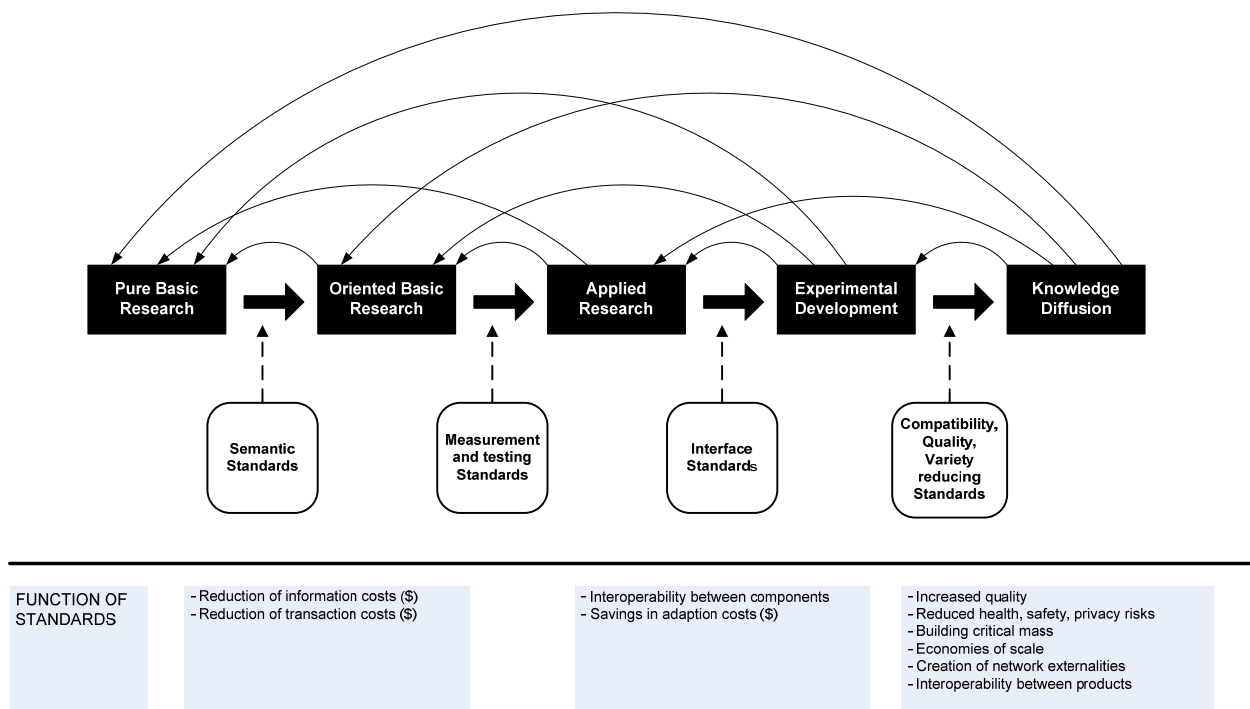 Pure Basic
Research
Oriented Basic
Research
Applied
Research
Experimental
Development
Knowledge
Diffusion
Semantic
Standards
Measurement
and testing
Standards
Interface
Standards
Compatibility,
Quality,
Variety
reducing
Standards
FUNCTION OF
STANDARDS
- Reduction of information costs ($)
- Reduction of transaction costs ($)
- Interoperability between components
- Savings in adaption costs ($)
- Increased quality
- Reduced health, safety, privacy risks
- Building critical mass
- Economies of scale
- Creation of network externalities
- Interoperability between products